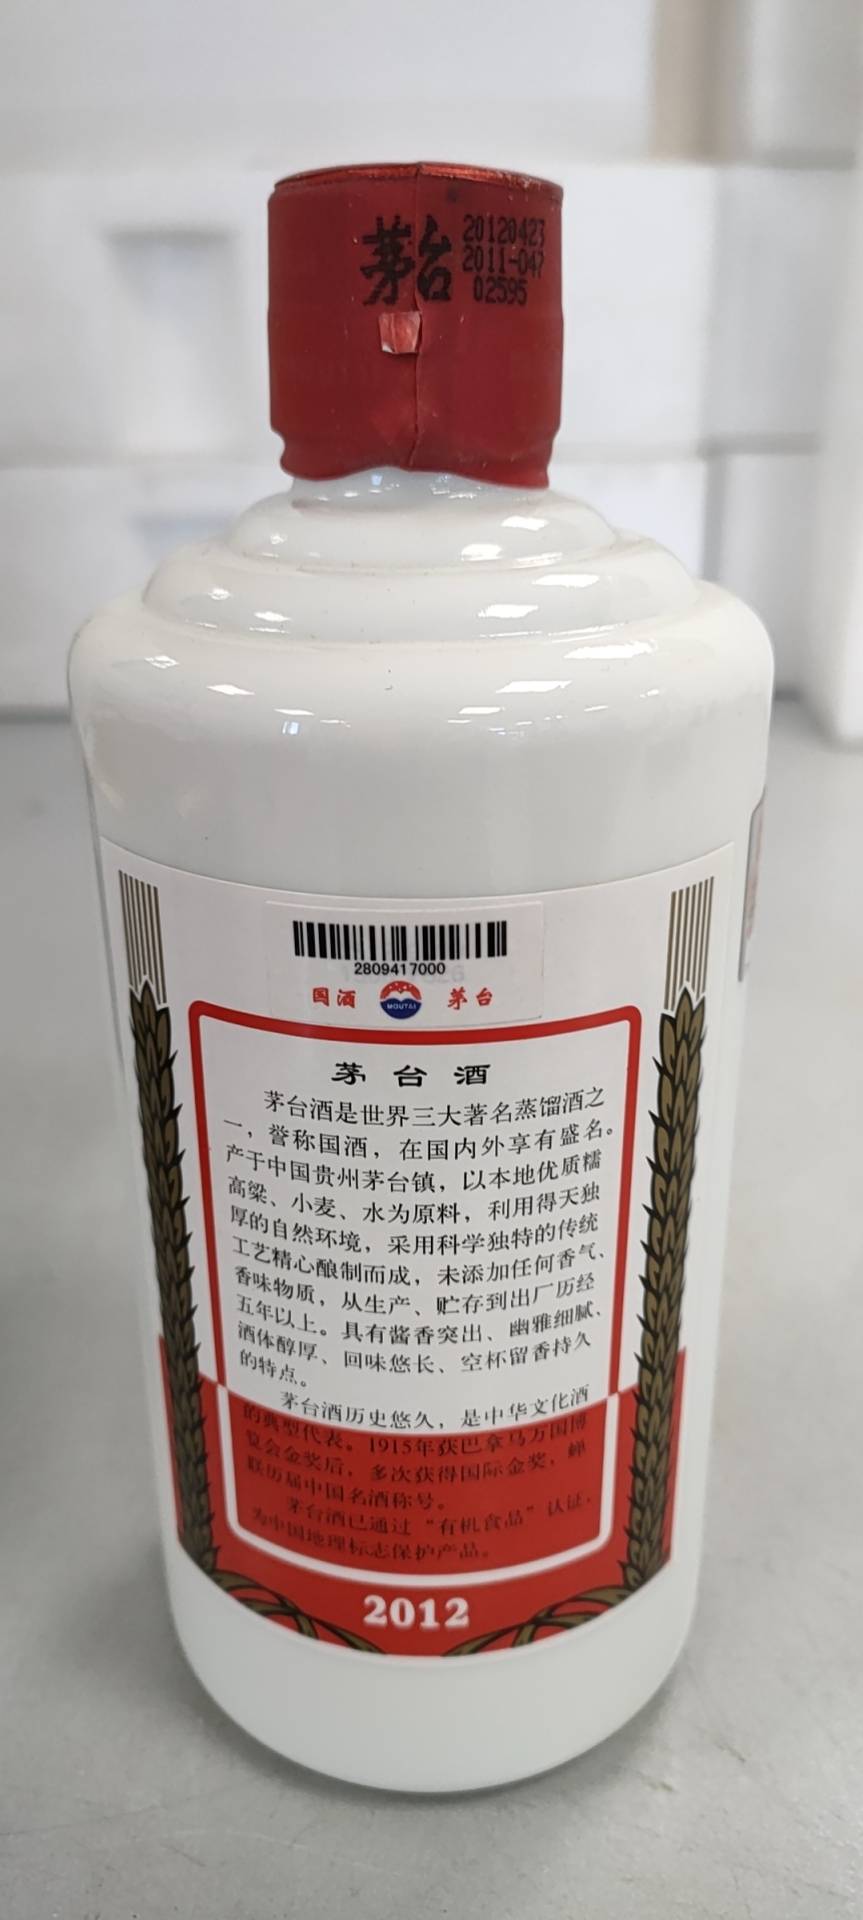 茅台
20120423
2011-047
02595
2809417000
国酒
MOUTAI
茅台
茅台酒
茅台酒是世界三大著名蒸馏酒之
一，誉称国酒，在国内外享有盛名。
产于中国贵州茅台镇，以本地优质糯
高粱、小麦、水为原料，利用得天独
厚的自然环境，采用科学独特的传统
工艺精心酿制而成，未添加任何香气、
香味物质，从生产、贮存到出厂历经
五年以上。具有酱香突出、幽雅细腻、
酒体醇厚、回味悠长、空杯留香持久
的特点。
茅台酒历史悠久，是中华文化酒
的典型代表。1915年获巴拿马万国博
览会金奖后，多次获得国际金奖，蝉
联历届中国名酒称号。
茅台酒已通过“有机食品”认证，
为中国地理标志保护产品。
2012